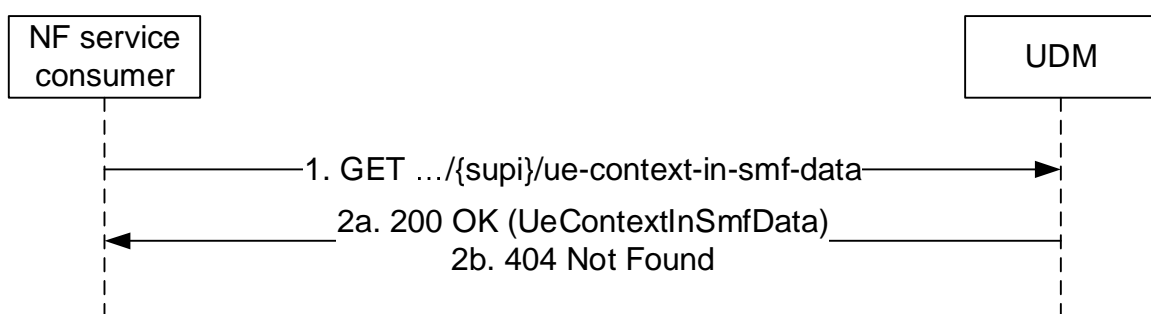 NF service
consumer
UDM
1. GET …/{supi}/ue-context-in-smf-data
2a. 200 OK (UeContextInSmfData)
2b. 404 Not Found